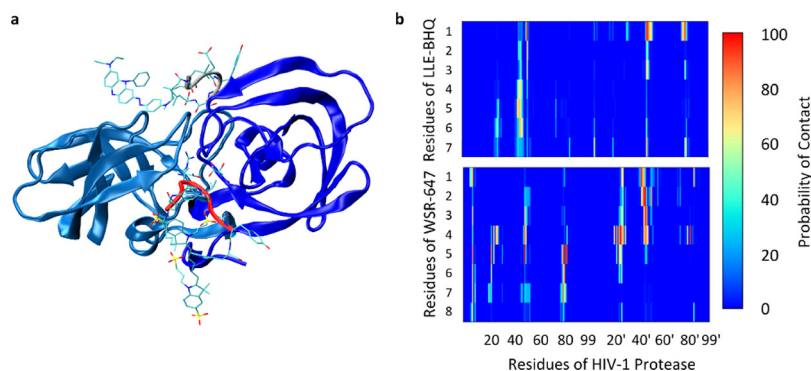 a
b
Residues of LLE-BHQ
1
2
3
4
5
6
7
Residues of WSR-647
1
2
3
4
5
6
8
20 40 60 80 99 20' 40' 60' 80' 99'
Residues of HIV-1 Protease
100
80
60
40
20
0
Probability of Contact